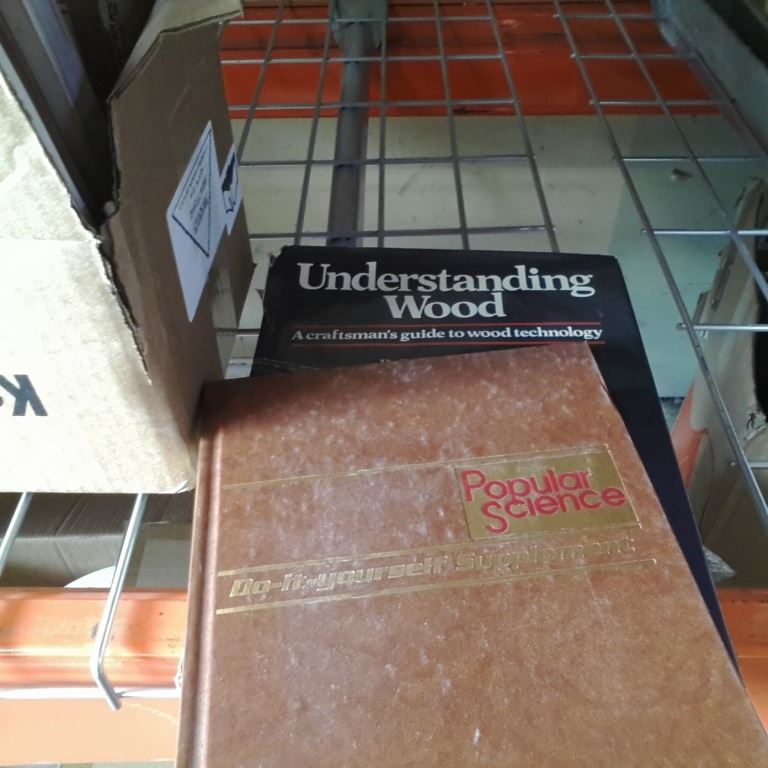 Understanding
Wood
A craftsman's guide to wood technology
Popular
Science
Do-it-yourself Supplement